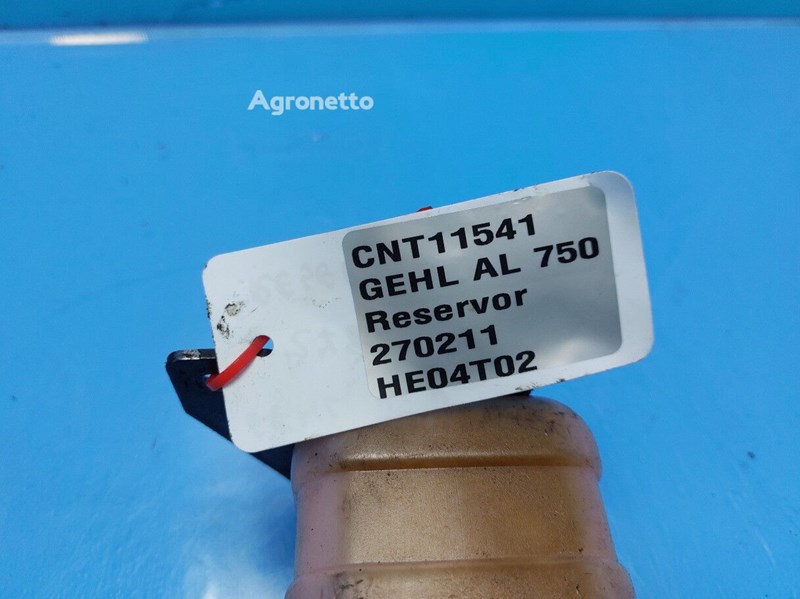 Agronetto
CNT11541
GEHL AL 750
Reservor
270211
HE04T02